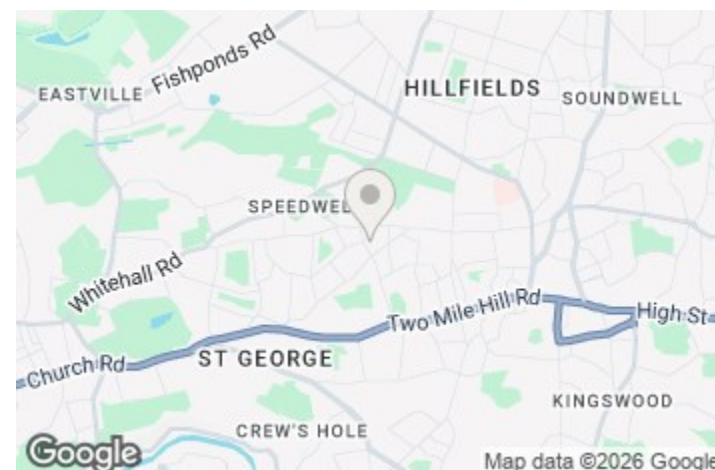 Fishponds Rd
EASTVILLE
HILLFIELDS
SOUNDWELL
SPEEDWEL
Whitehall Rd
Two Mile Hill Rd
High St
Church Rd
ST GEORGE
KINGSWOOD
CREW'S HOLE
Google
Map data ©2026 Google